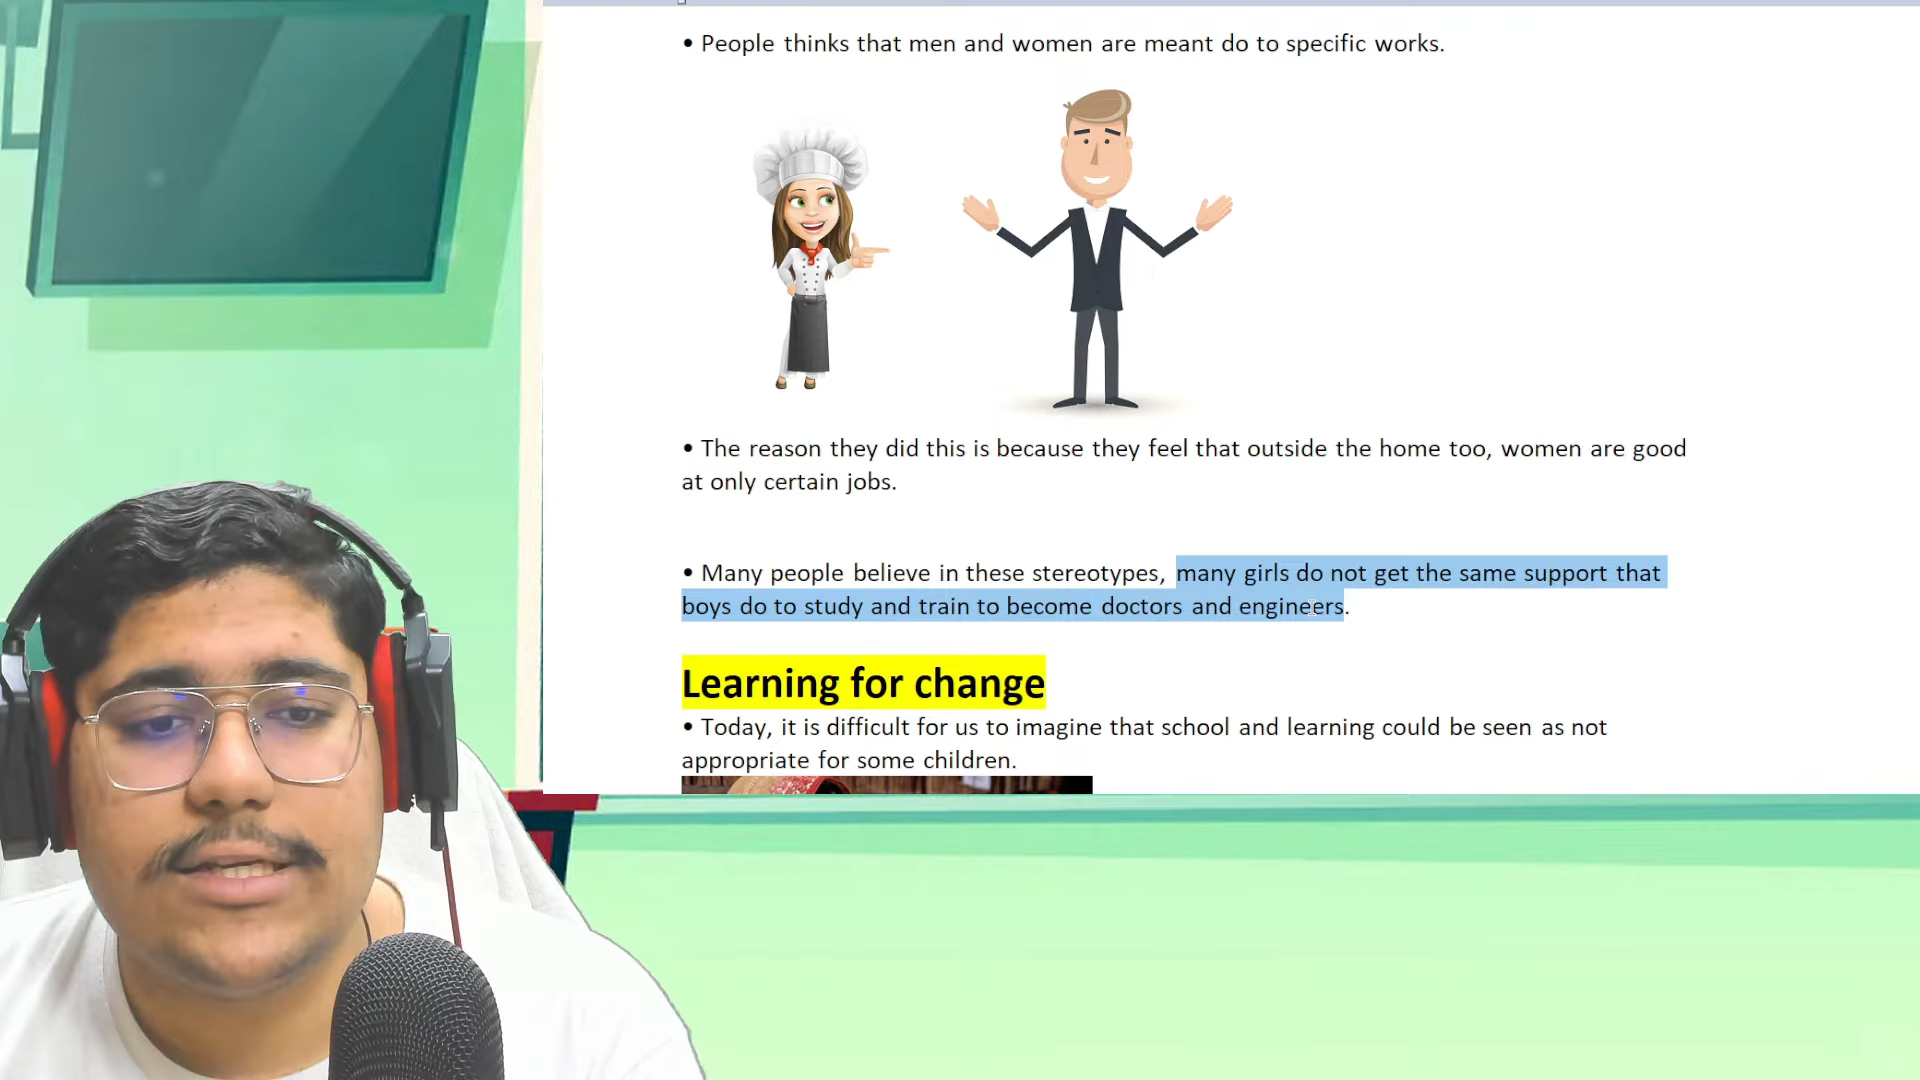 • People thinks that men and women are meant do to specific works.
• The reason they did this is because they feel that outside the home too, women are good
at only certain jobs.
• Many people believe in these stereotypes, many girls do not get the same support that
boys do to study and train to become doctors and engineers.
Learning for change
• Today, it is difficult for us to imagine that school and learning could be seen as not
appropriate for some children.